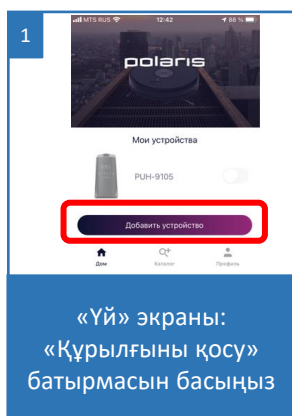 1
MTS RUS 12:42 88 %
polaris
Мои устройства
PUH-9105
Добавить устройство
Дом Каталог Профиль
«Үй» экраны:
«Құрылғыны қосу»
батырмасын басыңыз